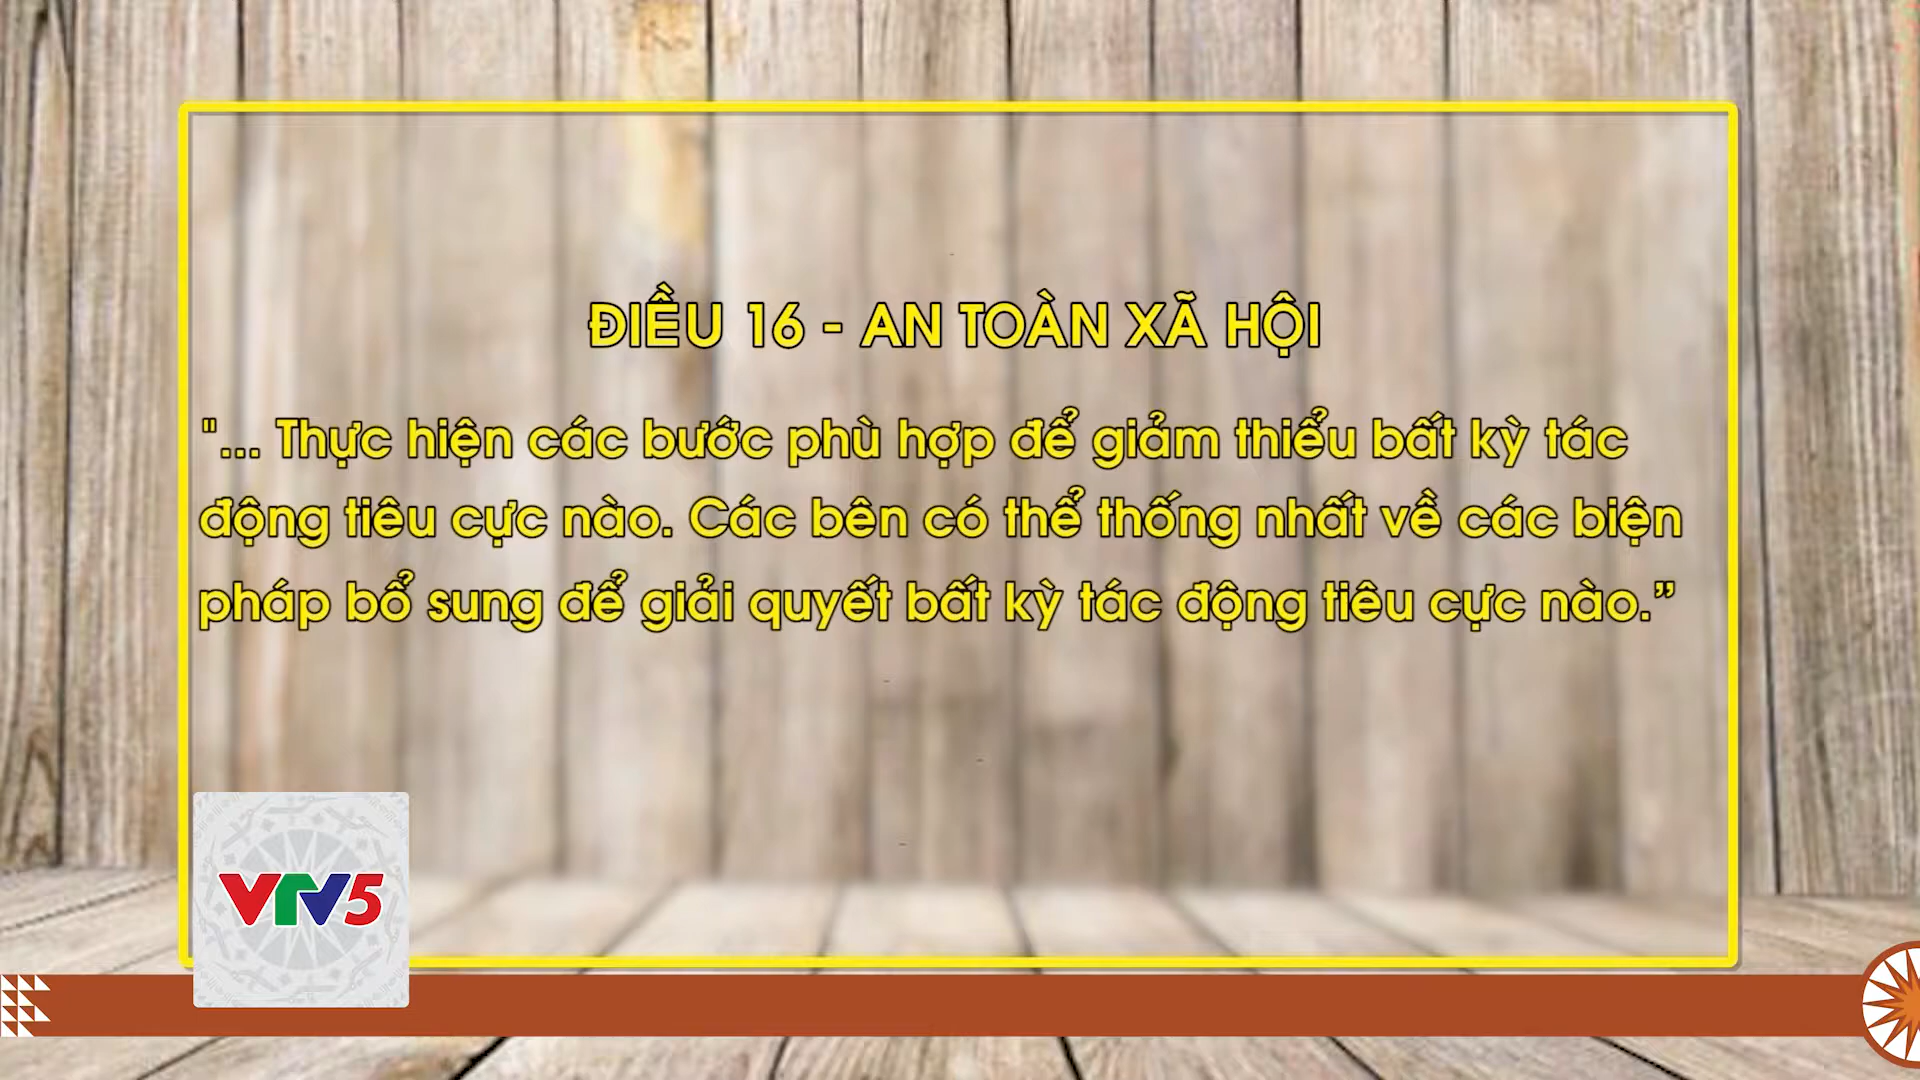 ĐIỀU 16 - AN TOÀN XÃ HỘI
"... Thực hiện các bước phù hợp để giảm thiểu bất kỳ tác
động tiêu cực nào. Các bên có thể thống nhất về các biện
pháp bổ sung để giải quyết bất kỳ tác động tiêu cực nào.”
VTV5